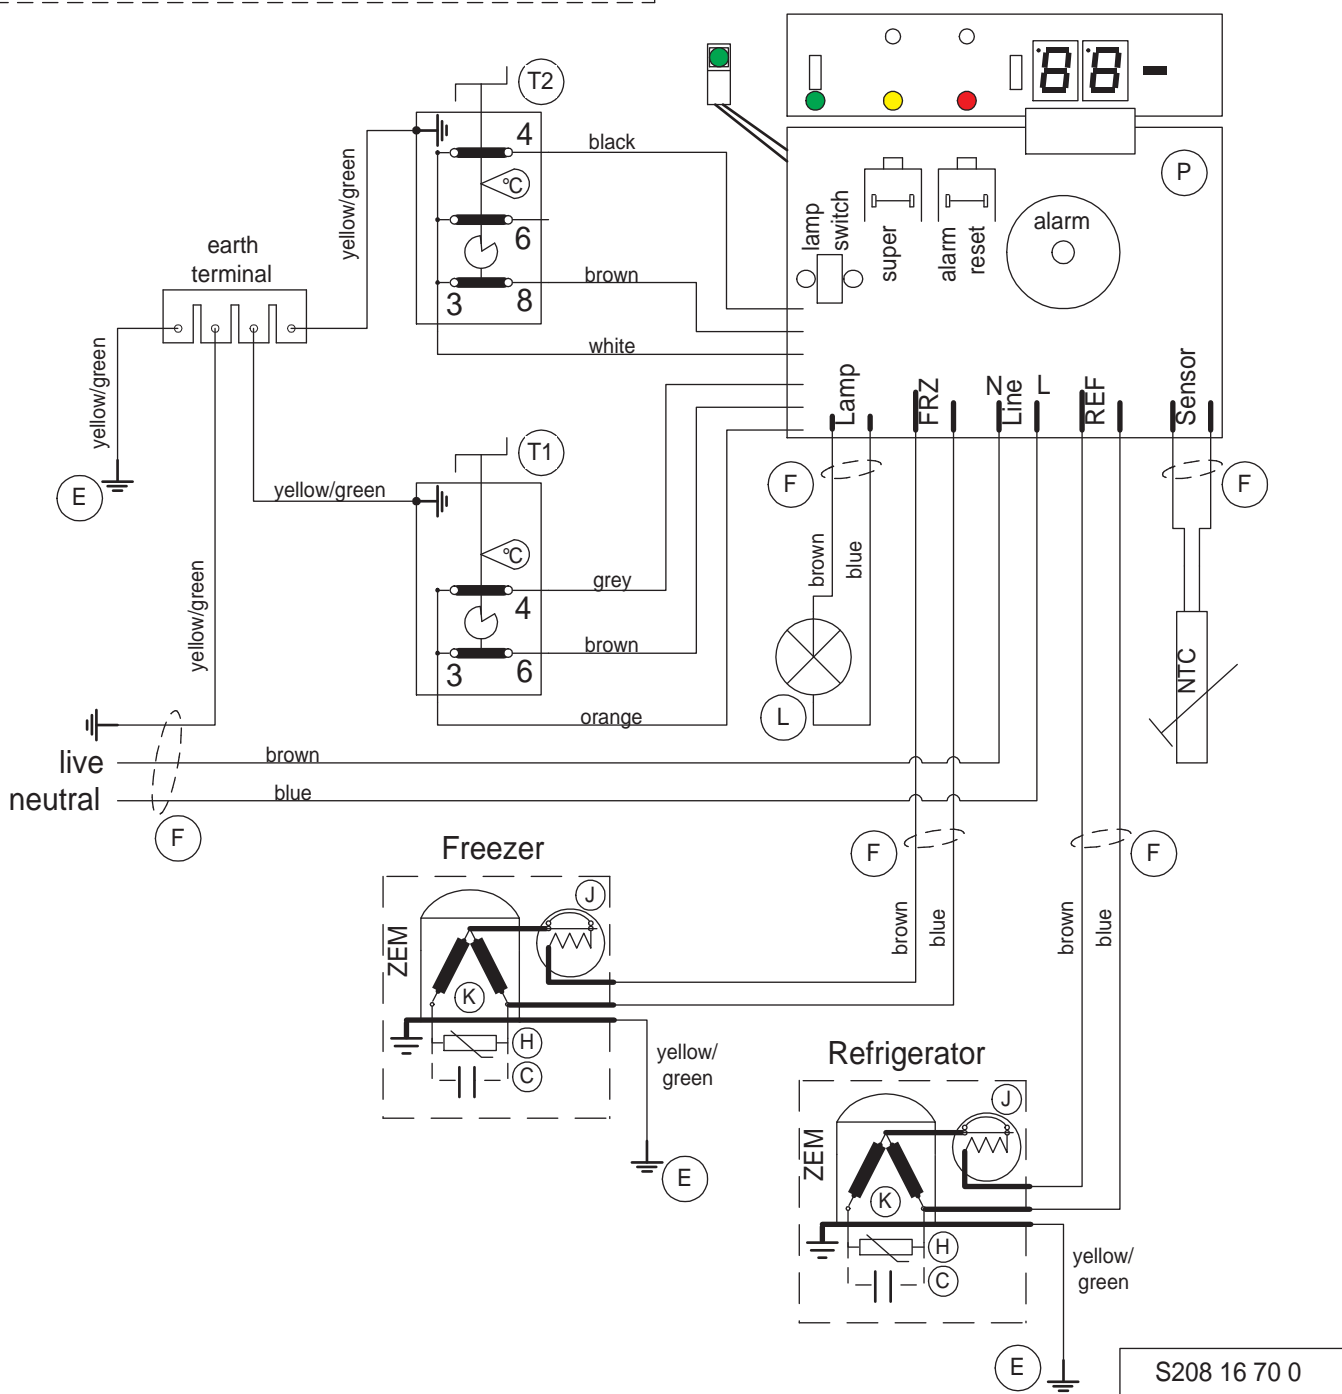 T2
4
black
°C
6
brown
3 8
white
yellow/green
earth
terminal
yellow/green
E
T1
yellow/green
°C
grey
4
brown
3 6
orange
yellow/green
live
neutral
brown
blue
F
88-
P
lamp
switch
super
alarm
reset
alarm
Lamp
FRZ
N L
Line
REF
Sensor
F
F
brown
blue
L
NTC
F
F
brown
blue
brown
blue
Freezer
J
ZEM
K
H
C
yellow/
green
E
Refrigerator
J
ZEM
K
H
C
yellow/
green
E
S208 16 70 0